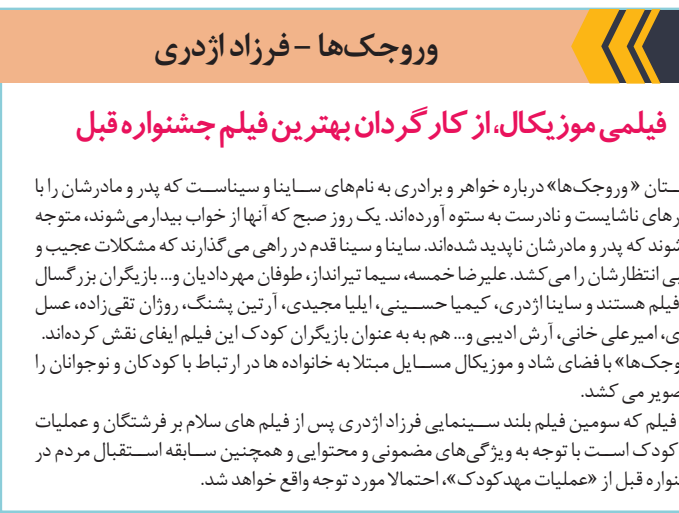 وروجک‌ها - فرزاد اژدری
فیلمی موزیکال، از کارگردان بهترین فیلم جشنواره قبل
ستان «وروجک‌ها» درباره خواهر و برادری به نام‌های ساینا و سیناست که پدر و مادرشان را با
رهای ناشایست و نادرست به ستوه آورده‌اند. یک روز صبح که آنها از خواب بیدار می‌شوند، متوجه
شوند که پدر و مادرشان ناپدید شده‌اند. ساینا و سینا قدم در راهی می‌گذارند که مشکلات عجیب و
بی انتظارشان را می‌کشد. علیرضا خمسه، سیما تیرانداز، طوفان مهردادیان و... بازیگران بزرگسال
فیلم هستند و ساینا اژدری، کیمیا حسینی، ایلیا مجیدی، آرتین پشنگ، روژان تقی‌زاده، عسل
ی، امیرعلی خانی، آرش ادیبی و... هم به به عنوان بازیگران کودک این فیلم ایفای نقش کرده‌اند.
وجک‌ها» با فضای شاد و موزیکال مسایل مبتلا به خانواده ها در ارتباط با کودکان و نوجوانان را
صویر می کشد.
فیلم که سومین فیلم بلند سینمایی فرزاد اژدری پس از فیلم های سلام بر فرشتگان و عملیات
کودک است با توجه به ویژگی‌های مضمونی و محتوایی و همچنین سابقه استقبال مردم در
نواره قبل از «عملیات مهدکودک»، احتمالا مورد توجه واقع خواهد شد.